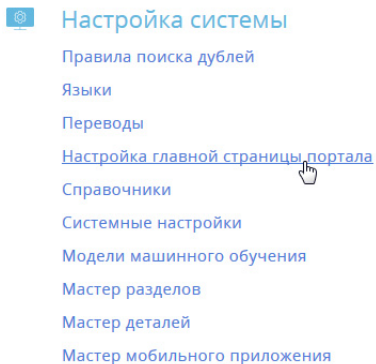 Настройка системы
Правила поиска дублей
Языки
Переводы
Настройка главной страницы портала
Справочники
Системные настройки
Модели машинного обучения
Мастер разделов
Мастер деталей
Мастер мобильного приложения